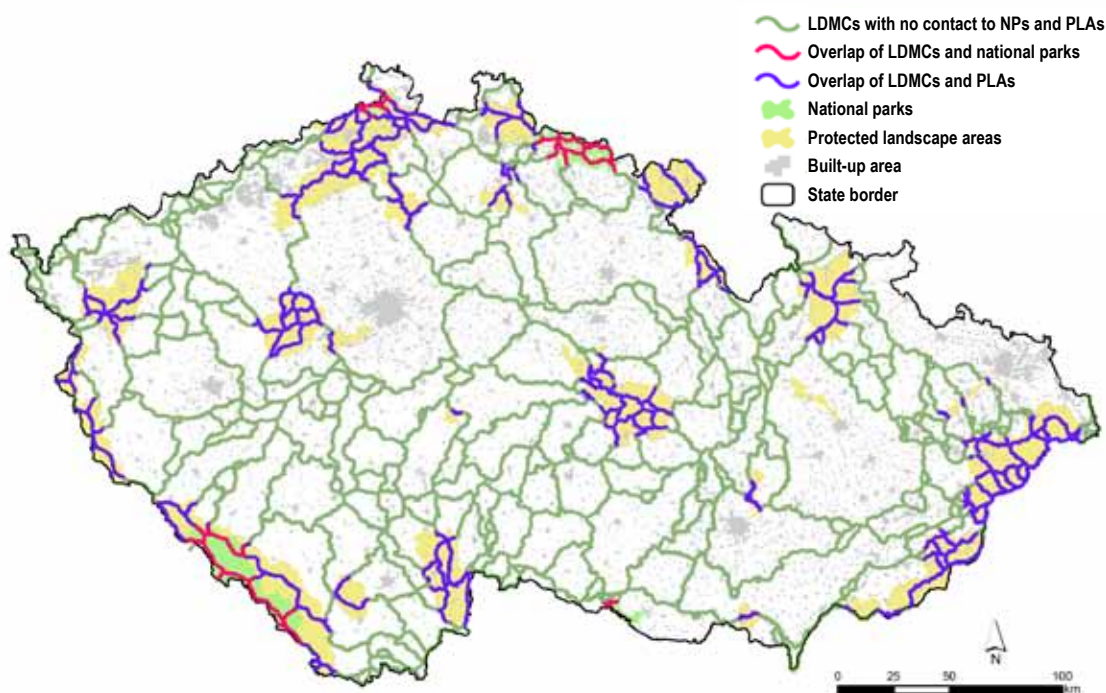 LDMCs with no contact to NPs and PLAs
Overlap of LDMCs and national parks
Overlap of LDMCs and PLAs
National parks
Protected landscape areas
Built-up area
State border
N
0 25 50 100
km